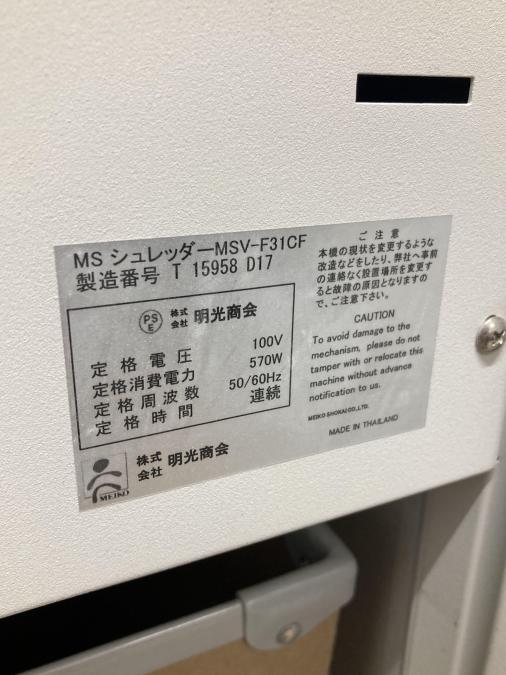 MS シュレッダーMSV-F31CF
製造番号 T 15958 D17
PS
E
株式
会社 明光商会
定格電圧 100V
定格消費電力 570W
定格周波数 50/60Hz
定格時間 連続
株式
会社 明光商会
MEIKO
ご注意
本機の現状を変更するような
改造などをしたり、弊社へ事前
の連絡なく設置場所を変更す
ると故障の原因となりますの
で、ご注意下さい。
CAUTION
To avoid damage to the
mechanism, please do not
tamper with or relocate this
machine without advance
notification to us.
MEIKO SHOKAI CO.,LTD.
MADE IN THAILAND